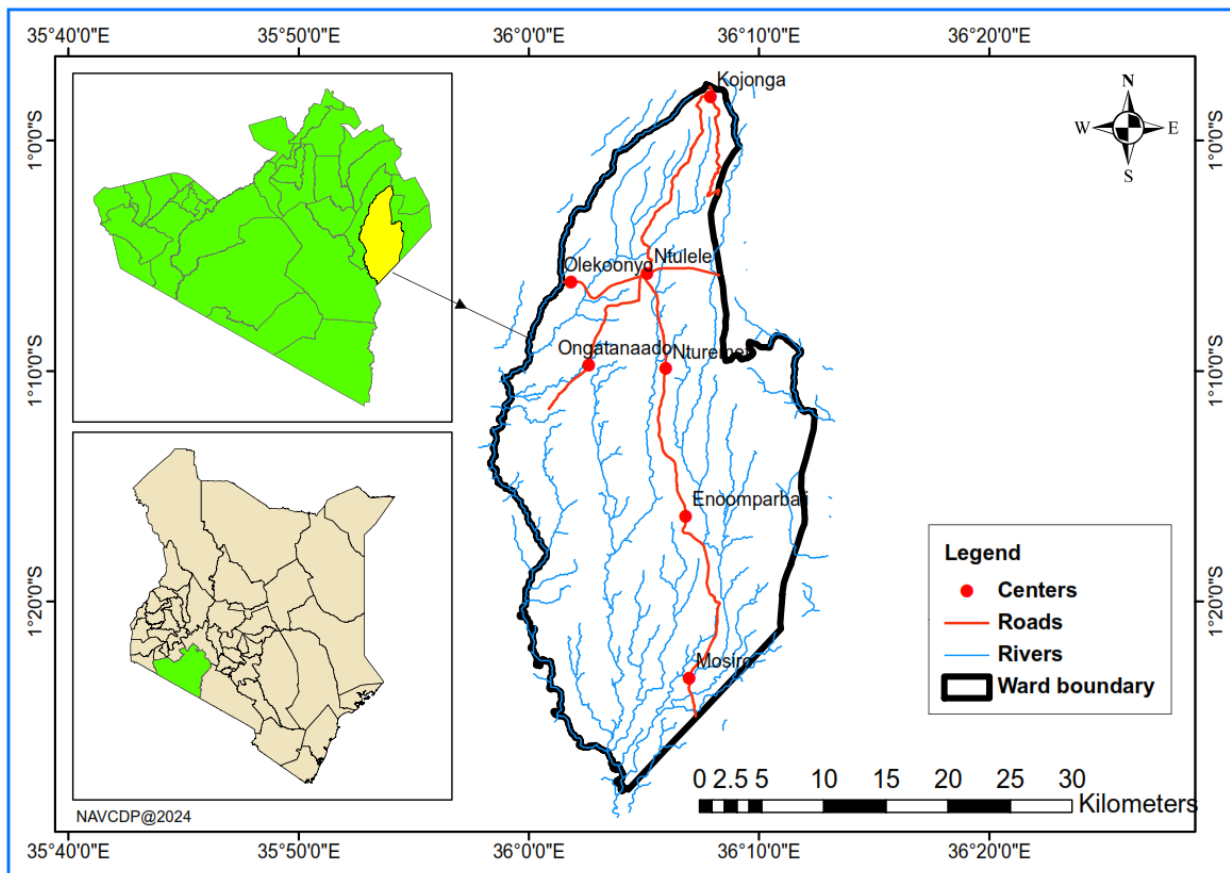 35°40'0"E 35°50'0"E 36°0'0"E 36°10'0"E 36°20'0"E
Kojonga
N
W E
S
1°0'0"S 1°0'0"S
Olekoonyo Ntulele
Ongatanaado
1°10'0"S 1°10'0"S
Enoomparbali
Legend
Centers
Roads
Rivers
Ward boundary
1°20'0"S 1°20'0"S
Mosiro
0 2.5 5 10 15 20 25 30
Kilometers
NAVCDP@2024
35°40'0"E 35°50'0"E 36°0'0"E 36°10'0"E 36°20'0"E